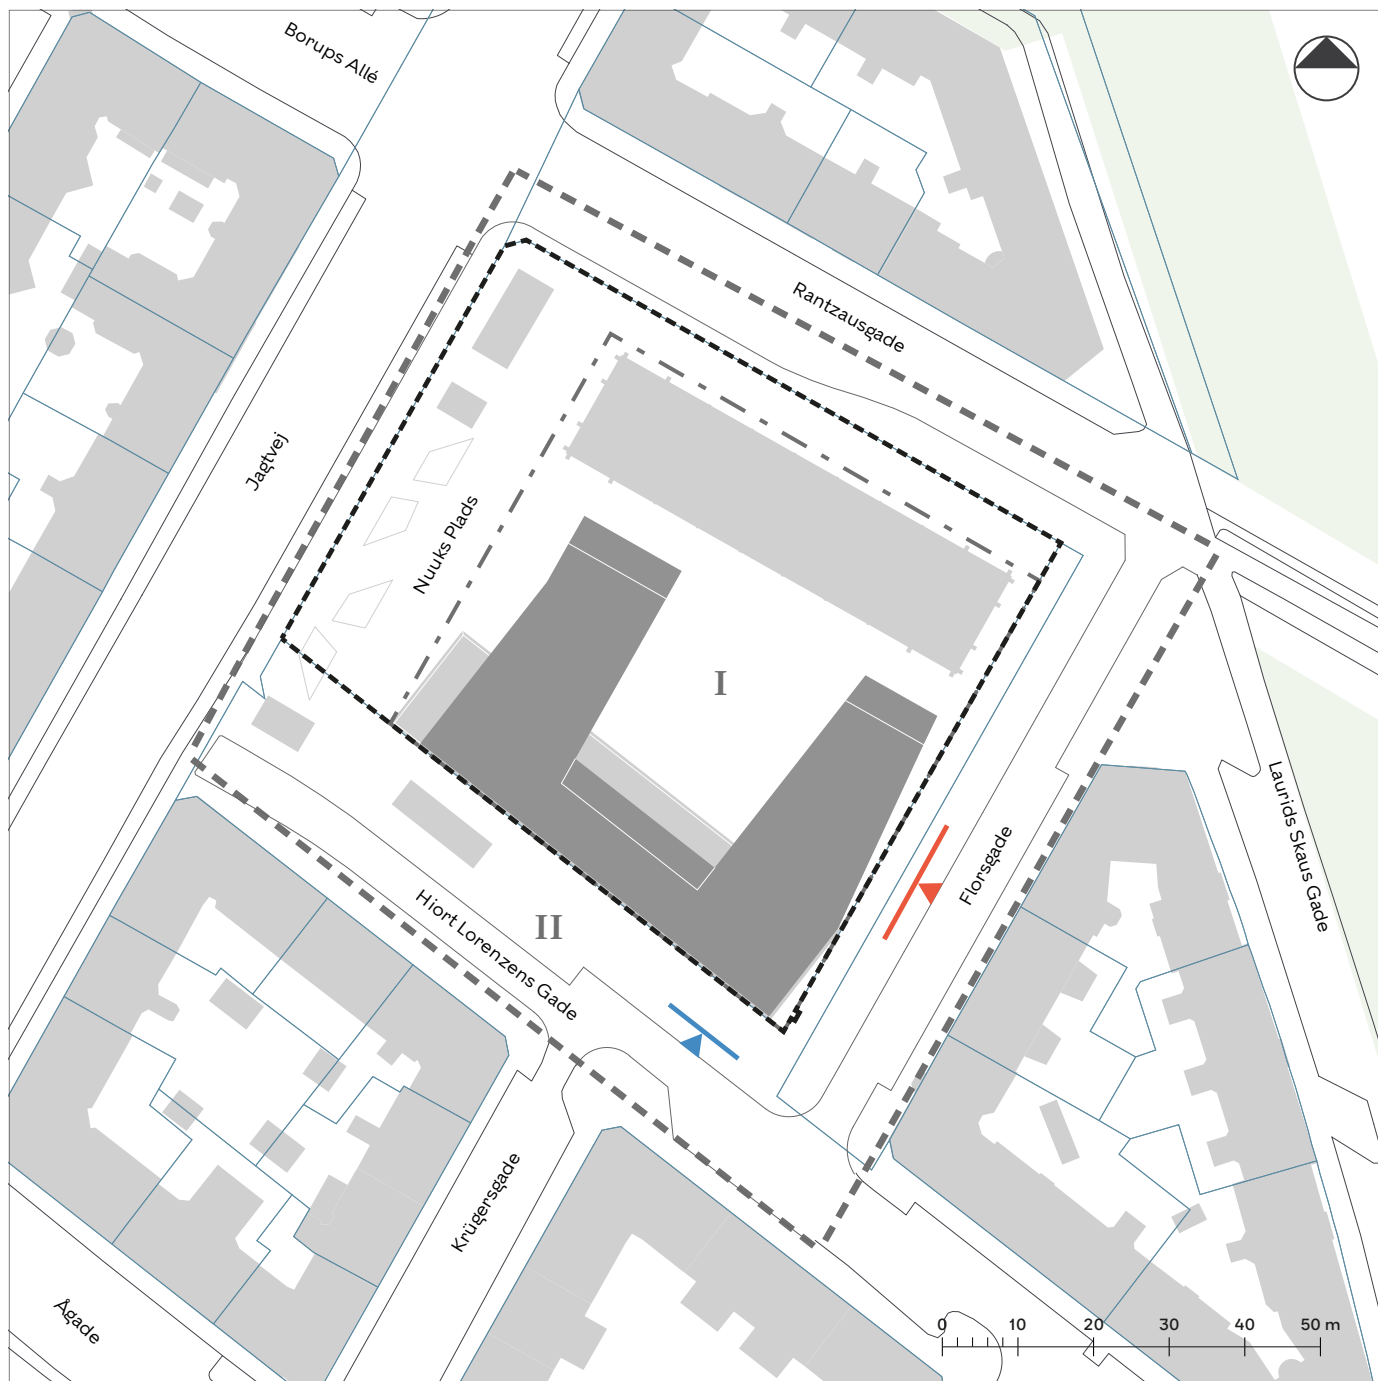 Borups Allé
Rantzausgade
Jagtvej
Nuuks Plads
I
Laurids Skaus Gade
Florsgade
II
Hiort Lorenzens Gade
Krügersgade
Ågade
0 10 20 30 40 50 m